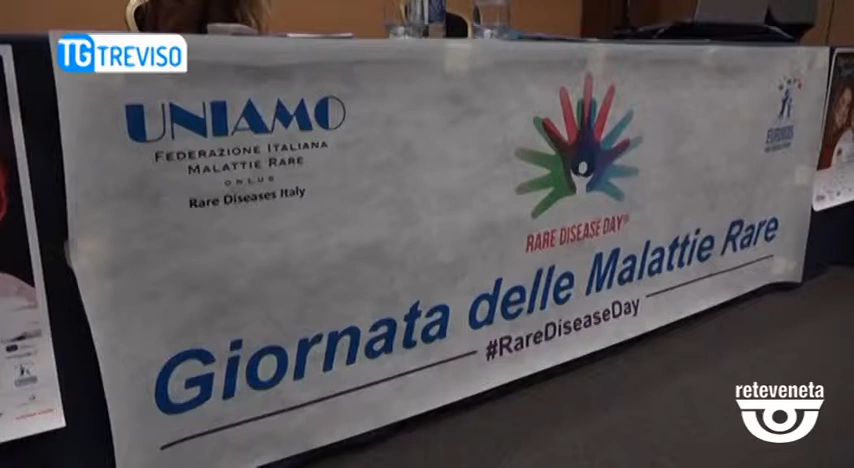 TG TREVISO
UNIAMO
FEDERAZIONE ITALIANA
MALATTIE RARE
ONLUS
Rare Diseases Italy
RARE DISEASE DAY
EURORDIS
Giornata delle Malattie Rare
#RareDiseaseDay
reteveneta